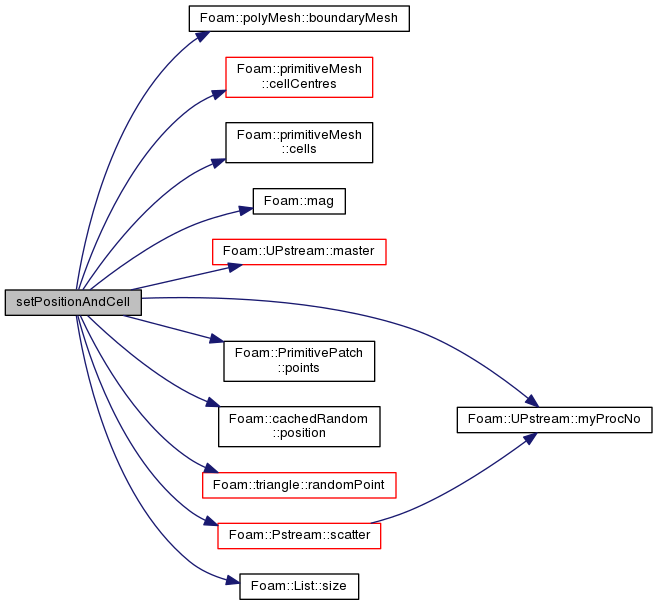 Foam::polyMesh::boundaryMesh
Foam::primitiveMesh
::cellCentres
Foam::primitiveMesh
::cells
Foam::mag
Foam::UPstream::master
setPositionAndCell
Foam::PrimitivePatch
::points
Foam::cachedRandom
::position
Foam::UPstream::myProcNo
Foam::triangle::randomPoint
Foam::Pstream::scatter
Foam::List::size